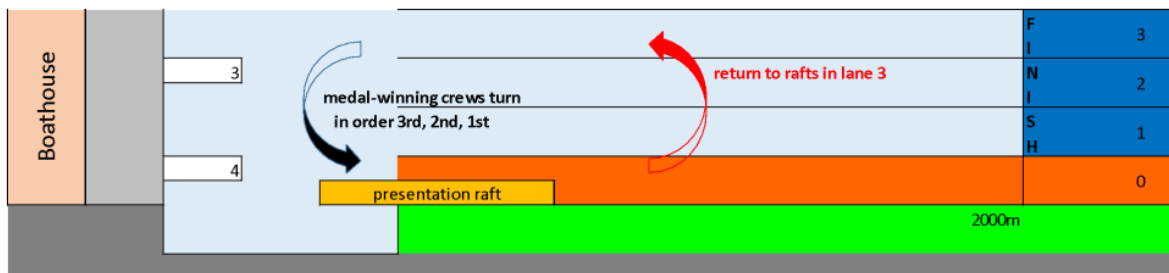 Boathouse
3
4
medal-winning crews turn
in order 3rd, 2nd, 1st
presentation raft
return to rafts in lane 3
FINISH
3
2
1
0
2000m